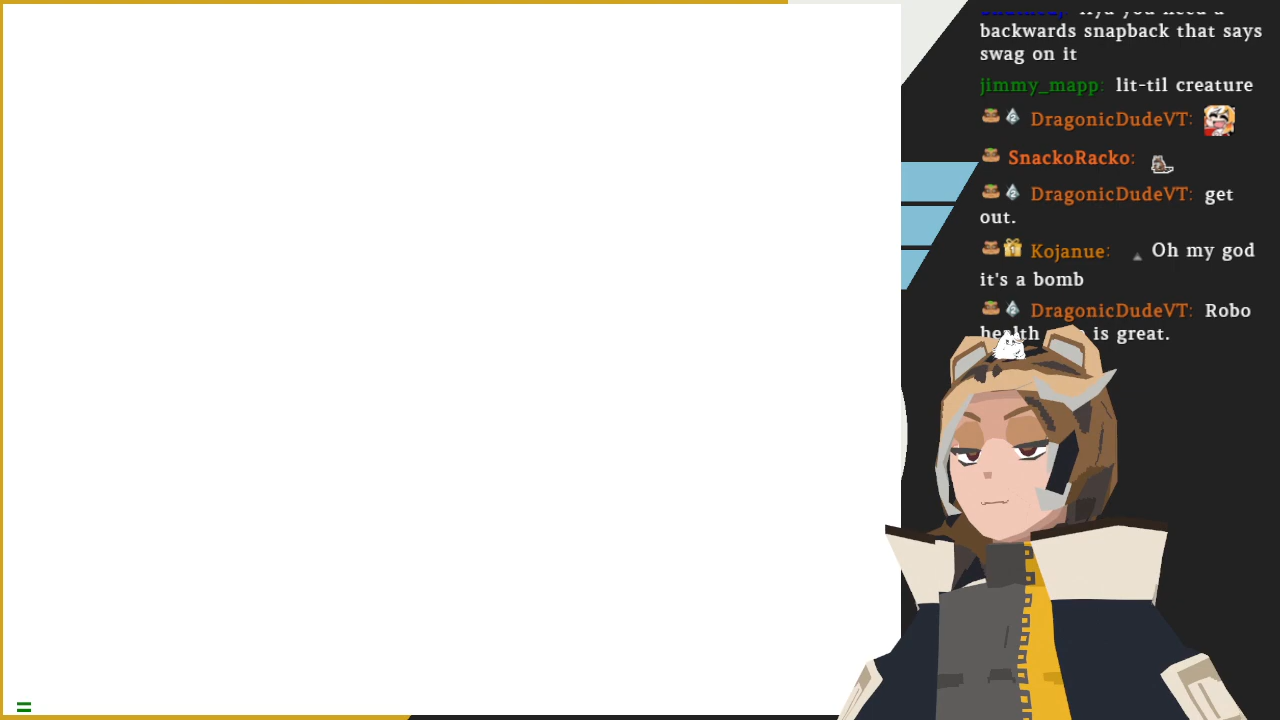 backwards snapback that says
swag on it
jimmy_mapp: lit-til creature
DragonicDudeVT:
SnackoRacko:
DragonicDudeVT: get
out.
Kojanue: Oh my god
it's a bomb
DragonicDudeVT: Robo
health is great.